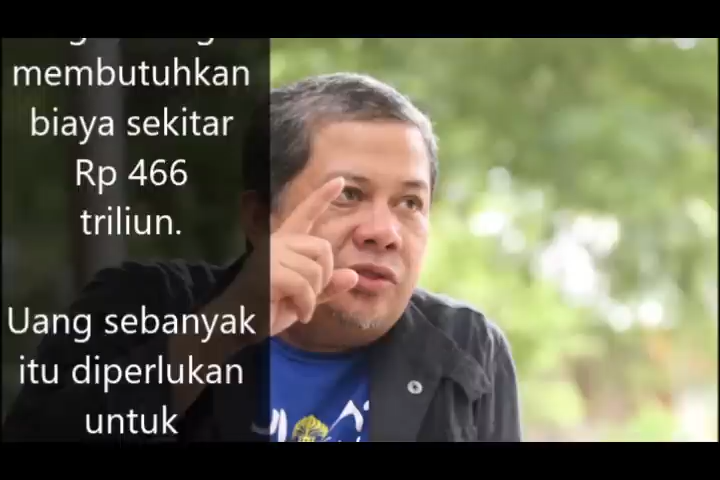 membutuhkan
biaya sekitar
Rp 466
triliun.
Uang sebanyak
itu diperlukan
untuk